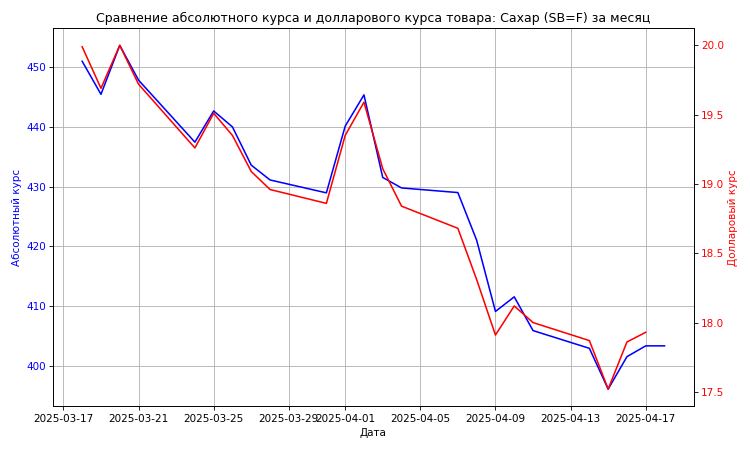 Сравнение абсолютного курса и долларового курса товара: Сахар (SB=F) за месяц
450
440
430
420
410
400
Абсолютный курс
20.0
19.5
19.0
18.5
18.0
17.5
Долларовый курс
2025-03-17 2025-03-21 2025-03-25 2025-03-29 2025-04-01 2025-04-05 2025-04-09 2025-04-13 2025-04-17
Дата